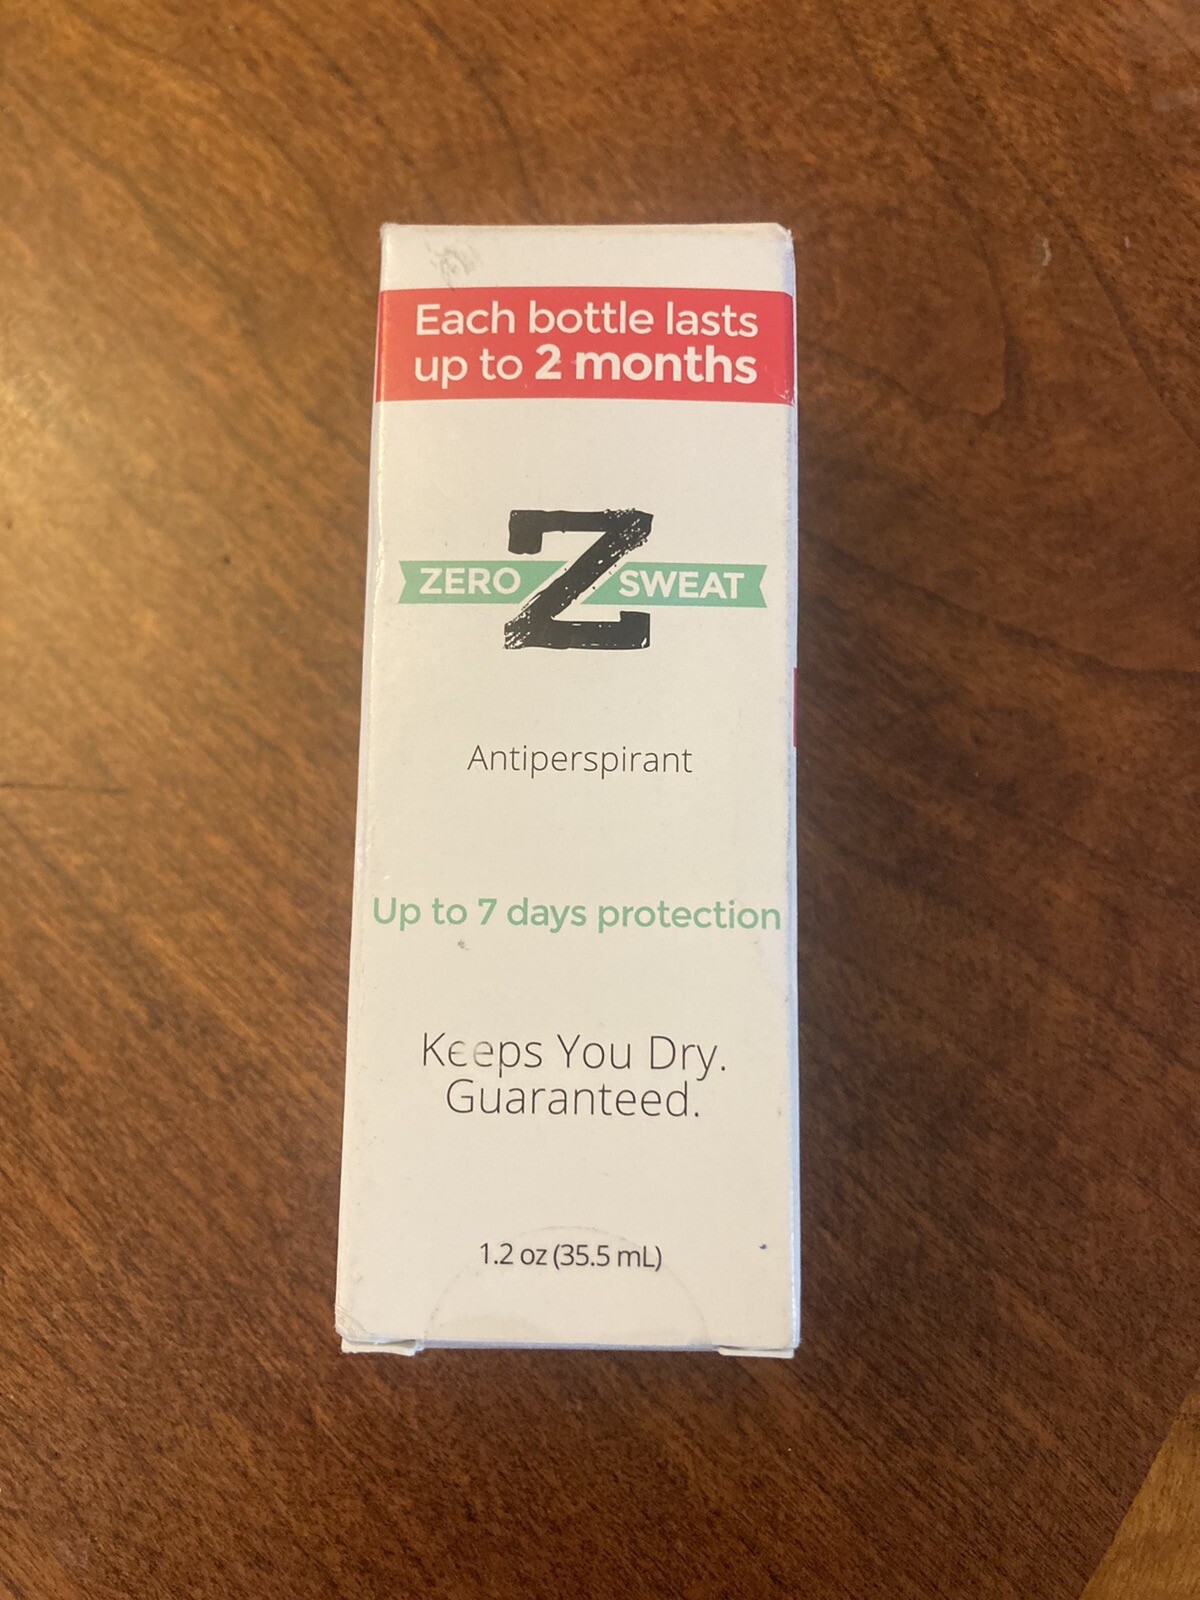 Each bottle lasts
up to 2 months
Z
ZERO SWEAT
Antiperspirant
Up to 7 days protection
Keeps You Dry.
Guaranteed.
1.2 oz (35.5 mL)